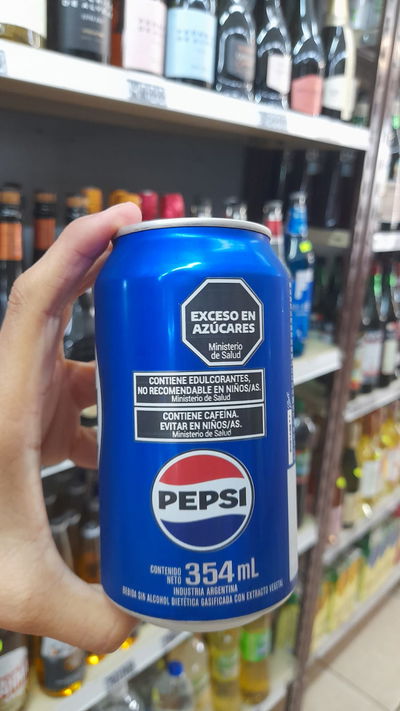 EXCESO EN
AZÚCARES
Ministerio
de Salud
CONTIENE EDULCORANTES,
NO RECOMENDABLE EN NIÑOS/AS.
Ministerio de Salud
CONTIENE CAFEÍNA.
EVITAR EN NIÑOS/AS.
Ministerio de Salud
PEPSI
CONTENIDO
NETO 354 mL
INDUSTRIA ARGENTINA
BEBIDA SIN ALCOHOL DIETÉTICA GASIFICADA CON EXTRACTO VEGETAL